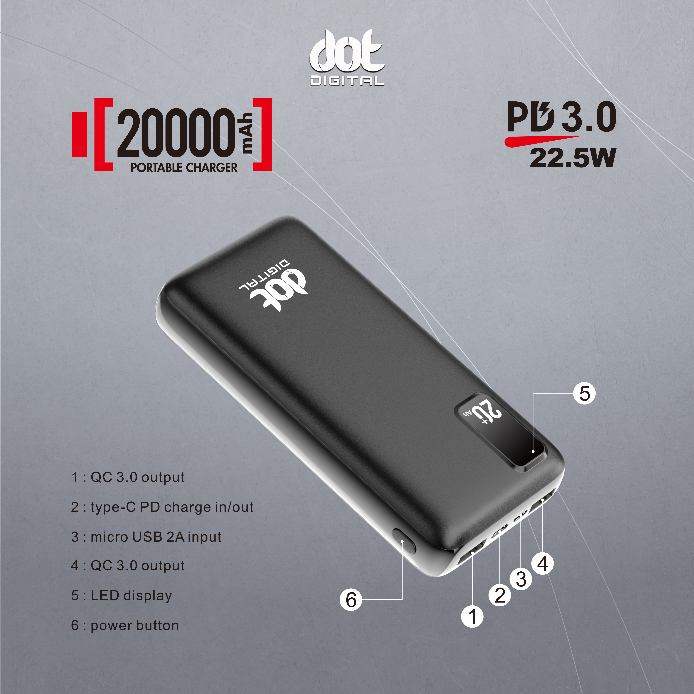 dot
DIGITAL
20000mAh
PORTABLE CHARGER
PD 3.0
22.5W
dot
DIGITAL
20+
Ah
5
1 : QC 3.0 output
2 : type-C PD charge in/out
3 : micro USB 2A input
4 : QC 3.0 output
5 : LED display
6 : power button
4
3
2
1
6